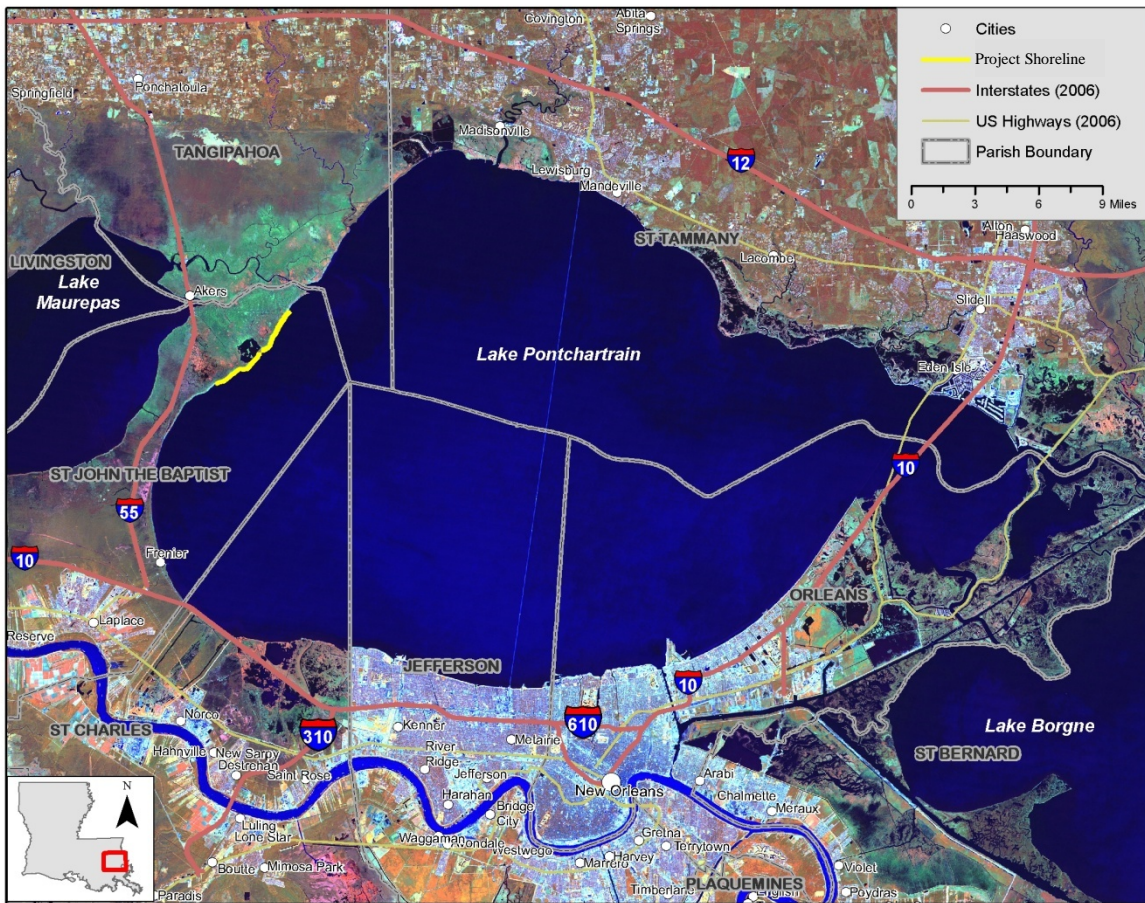 Covington
Abita
Springs
Cities
Project Shoreline
Interstates (2006)
US Highways (2006)
Parish Boundary
0 3 6 9 Miles
Springfield
Ponchatoula
Madisonville
TANGIPAHOA
12
Lewisburg
Mandeville
Alton
Haaswood
ST TAMMANY
LIVINGSTON
Lake
Maurepas
Lacombe
Akers
Slidell
Lake Pontchartrain
Eden Isle
ST JOHN THE BAPTIST
10
55
10
Frenier
ORLEANS
Laplace
Reserve
JEFFERSON
10
Norco
ST CHARLES
310
Kenner
610
Lake Borgne
Metairie
Hahnville
New Sarpy
Destrehan
River
Ridge
ST BERNARD
Saint Rose
Jefferson
New Orleans
Arabi
Chalmette
Harahan
Bridge
City
Meraux
Luling
Lone Star
Waggaman
Avondale
Westwego
Gretna
Terrytown
N
Boutte
Mimosa Park
Marrero
Harvey
Violet
Paradis
Timberlane
PLAQUEMINES
English
Poydras